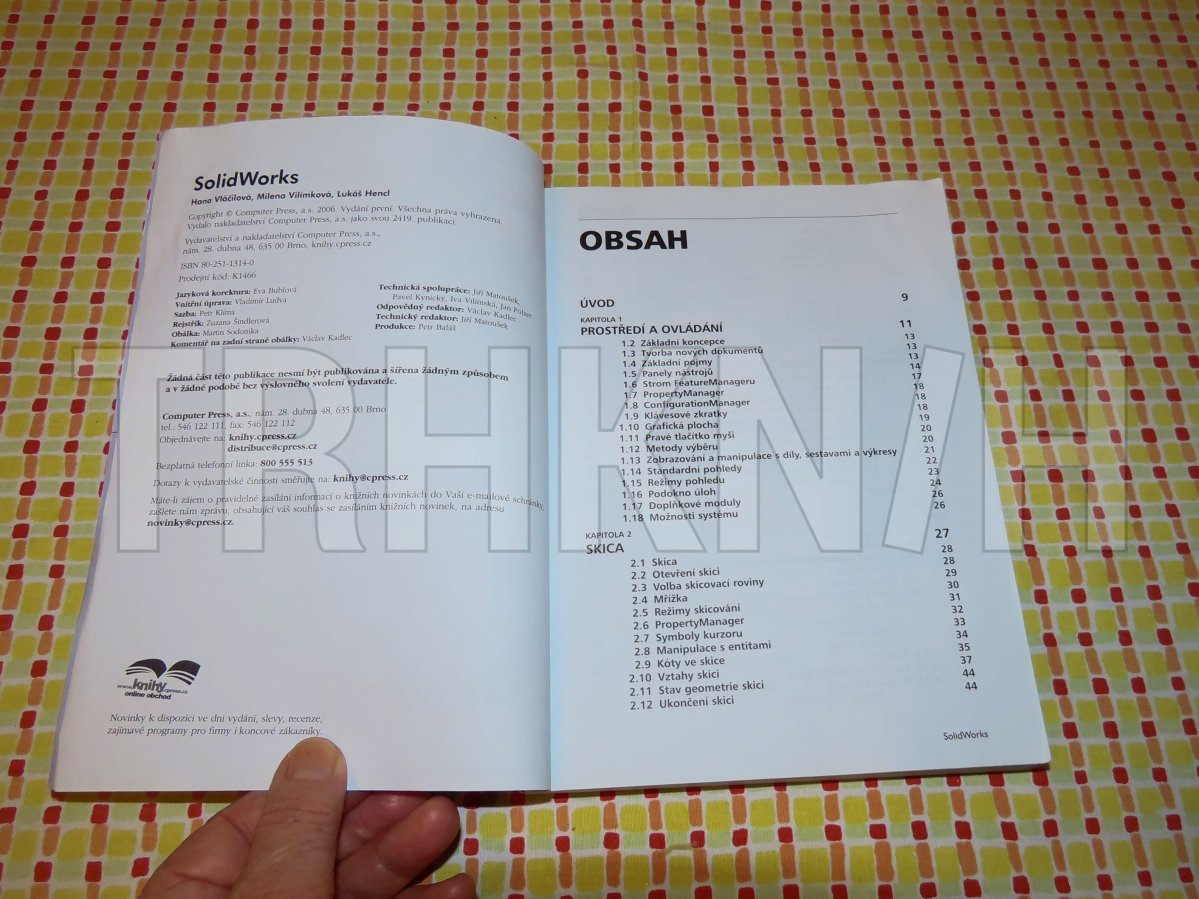 SolidWorks
Hana Vláčilová, Milena Vilímková, Lukáš Hencl
Copyright © Computer Press, a.s. 2006. Vydání první. Všechna práva vyhrazena.
Vydalo nakladatelství Computer Press, a.s. jako svou 2419. publikaci.
Vydavatelství a nakladatelství Computer Press, a.s.,
nám. 28. dubna 48, 635 00 Brno, knihy.cpress.cz
ISBN 80-251-1314-0
Prodejní kód: K1466
Jazyková korektura: Eva Bublová
Vnitřní úprava: Vladimír Ludva
Sazba: Petr Klíma
Rejstřík: Zuzana Šindlerová
Obálka: Martin Sodomka
Komentář na zadní straně obálky: Václav Kadlec
Technická spolupráce: Jiří Matoušek,
Pavel Kynický, Iva Vilímská, Jan Polzer
Odpovědný redaktor: Václav Kadlec
Technický redaktor: Jiří Matoušek
Produkce: Petr Baláš
Žádná část této publikace nesmí být publikována a šířena žádným způsobem
a v žádné podobě bez výslovného svolení vydavatele.
Computer Press, a.s., nám. 28. dubna 48, 635 00 Brno
tel.: 546 122 111, fax: 546 122 112
Objednávejte na: knihy.cpress.cz
distribuce@cpress.cz
Bezplatná telefonní linka: 800 555 513
Dotazy k vydavatelské činnosti směřujte na: knihy@cpress.cz
Máte-li zájem o pravidelné zasílání informací o knižních novinkách do Vaší e-mailové schránky,
zašlete nám zprávu, obsahující váš souhlas se zasíláním knižních novinek, na adresu
novinky@cpress.cz.
www.knihy.cpress.cz
online obchod
Novinky k dispozici ve dni vydání, slevy, recenze,
zajímavé programy pro firmy i koncové zákazníky.
OBSAH
ÚVOD 9
KAPITOLA 1
PROSTŘEDÍ A OVLÁDÁNÍ 11
1.2 Základní koncepce 13
1.3 Tvorba nových dokumentů 13
1.4 Základní pojmy 13
1.5 Panely nástrojů 14
1.6 Strom FeatureManageru 17
1.7 PropertyManager 18
1.8 ConfigurationManager 18
1.9 Klávesové zkratky 18
1.10 Grafická plocha 19
1.11 Pravé tlačítko myši 20
1.12 Metody výběru 20
1.13 Zobrazování a manipulace s díly, sestavami a výkresy 21
1.14 Standardní pohledy 22
1.15 Režimy pohledu 23
1.16 Podokno úloh 24
1.17 Doplňkové moduly 26
1.18 Možnosti systému 26
KAPITOLA 2
SKICA 27
2.1 Skica 28
2.2 Otevření skici 28
2.3 Volba skicovací roviny 29
2.4 Mřížka 30
2.5 Režimy skicování 31
2.6 PropertyManager 32
2.7 Symboly kurzoru 33
2.8 Manipulace s entitami 34
2.9 Kóty ve skice 35
2.10 Vztahy skici 37
2.11 Stav geometrie skici 44
2.12 Ukončení skici 44
SolidWorks
TRHKN/H